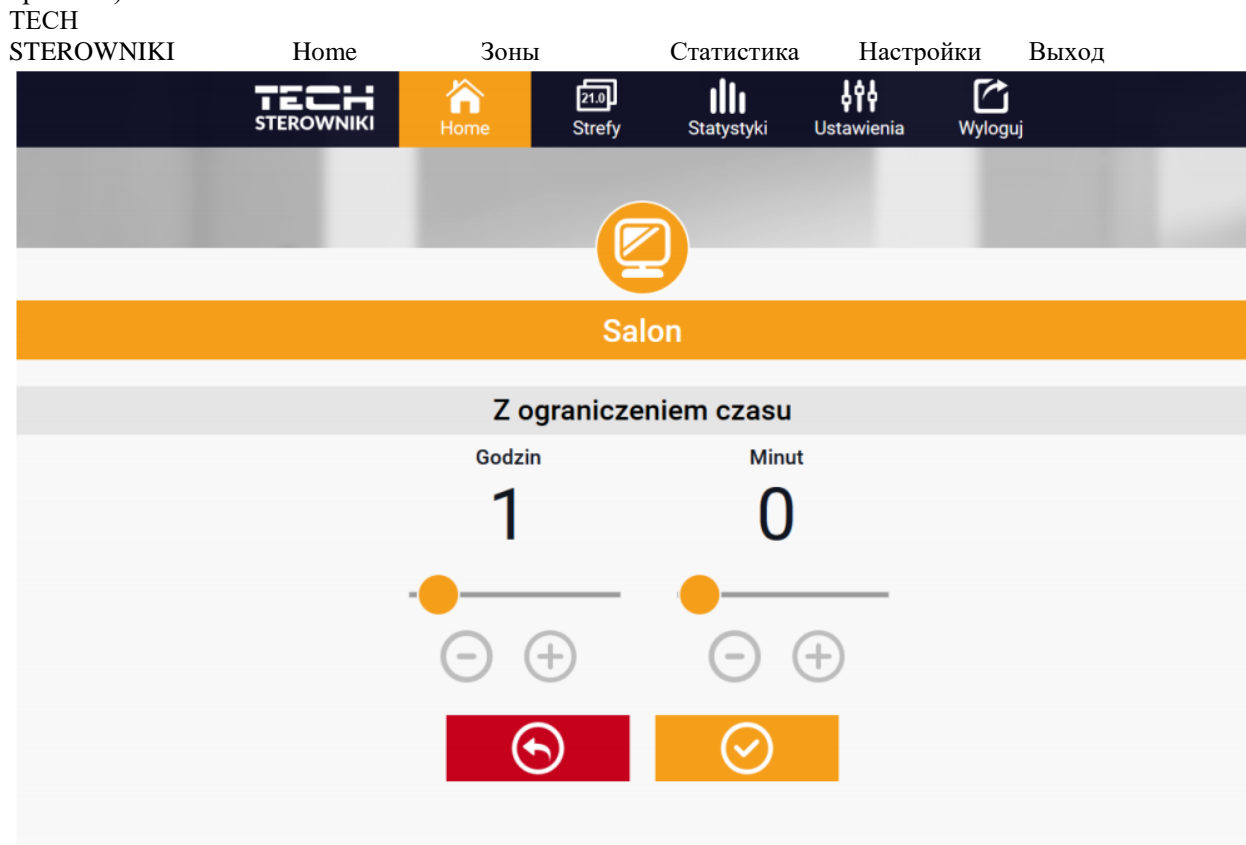 TECH
STEROWNIKI Home Зоны Статистика Настройки Выход
TECH
STEROWNIKI
Home 21.0 Strefy Statystyki Ustawienia Wyloguj
Salon
Z ograniczeniem czasu
Godzin Minut
1 0